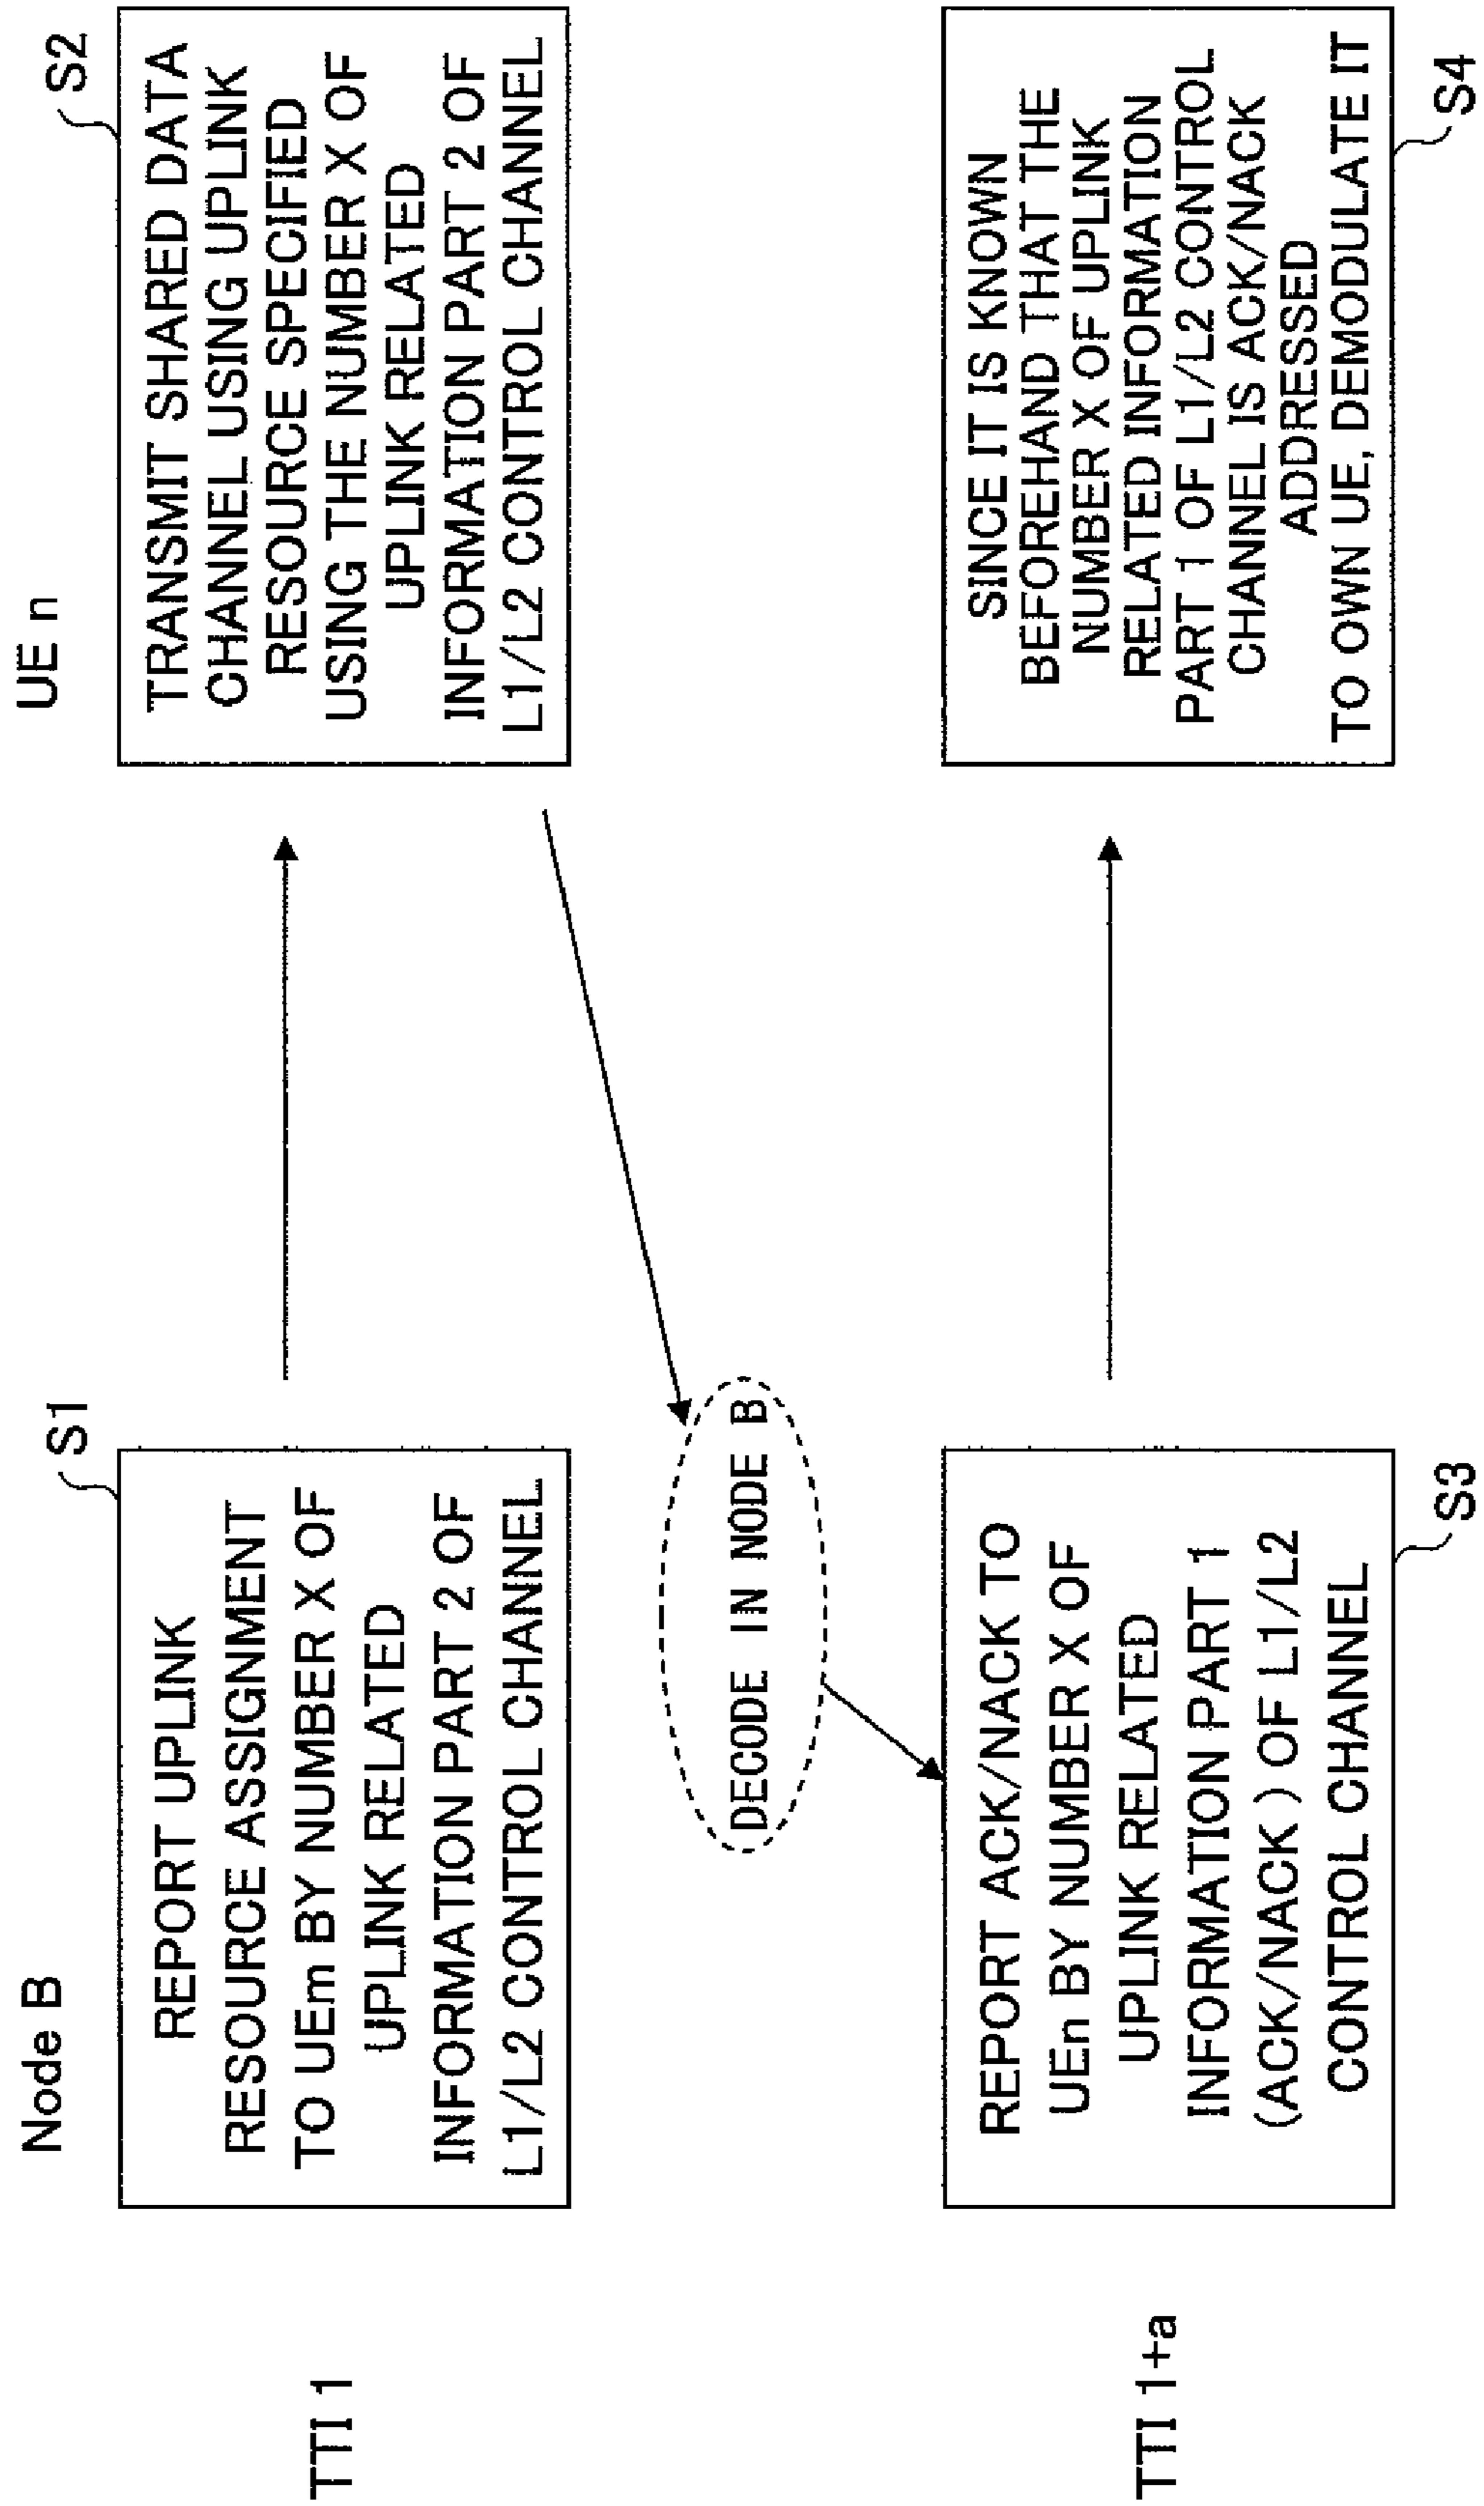 Node B
UE n
TTI 1
S1
REPORT UPLINK
RESOURCE ASSIGNMENT
TO UEm BY NUMBER X OF
UPLINK RELATED
INFORMATION PART 2 OF
L1/L2 CONTROL CHANNEL
S2
TRANSMIT SHARED DATA
CHANNEL USING UPLINK
RESOURCE SPECIFIED
USING THE NUMBER X OF
UPLINK RELATED
INFORMATION PART 2 OF
L1/L2 CONTROL CHANNEL
DECODE IN NODE B
TTI 1+a
REPORT ACK/NACK TO
UEn BY NUMBER X OF
UPLINK RELATED
INFORMATION PART 1
(ACK/NACK) OF L1/L2
CONTROL CHANNEL
S3
SINCE IT IS KNOWN
BEFOREHAND THAT THE
NUMBER X OF UPLINK
RELATED INFORMATION
PART 1 OF L1/L2 CONTROL
CHANNEL IS ACK/NACK
ADDRESSED
TO OWN UE, DEMODULATE IT
S4